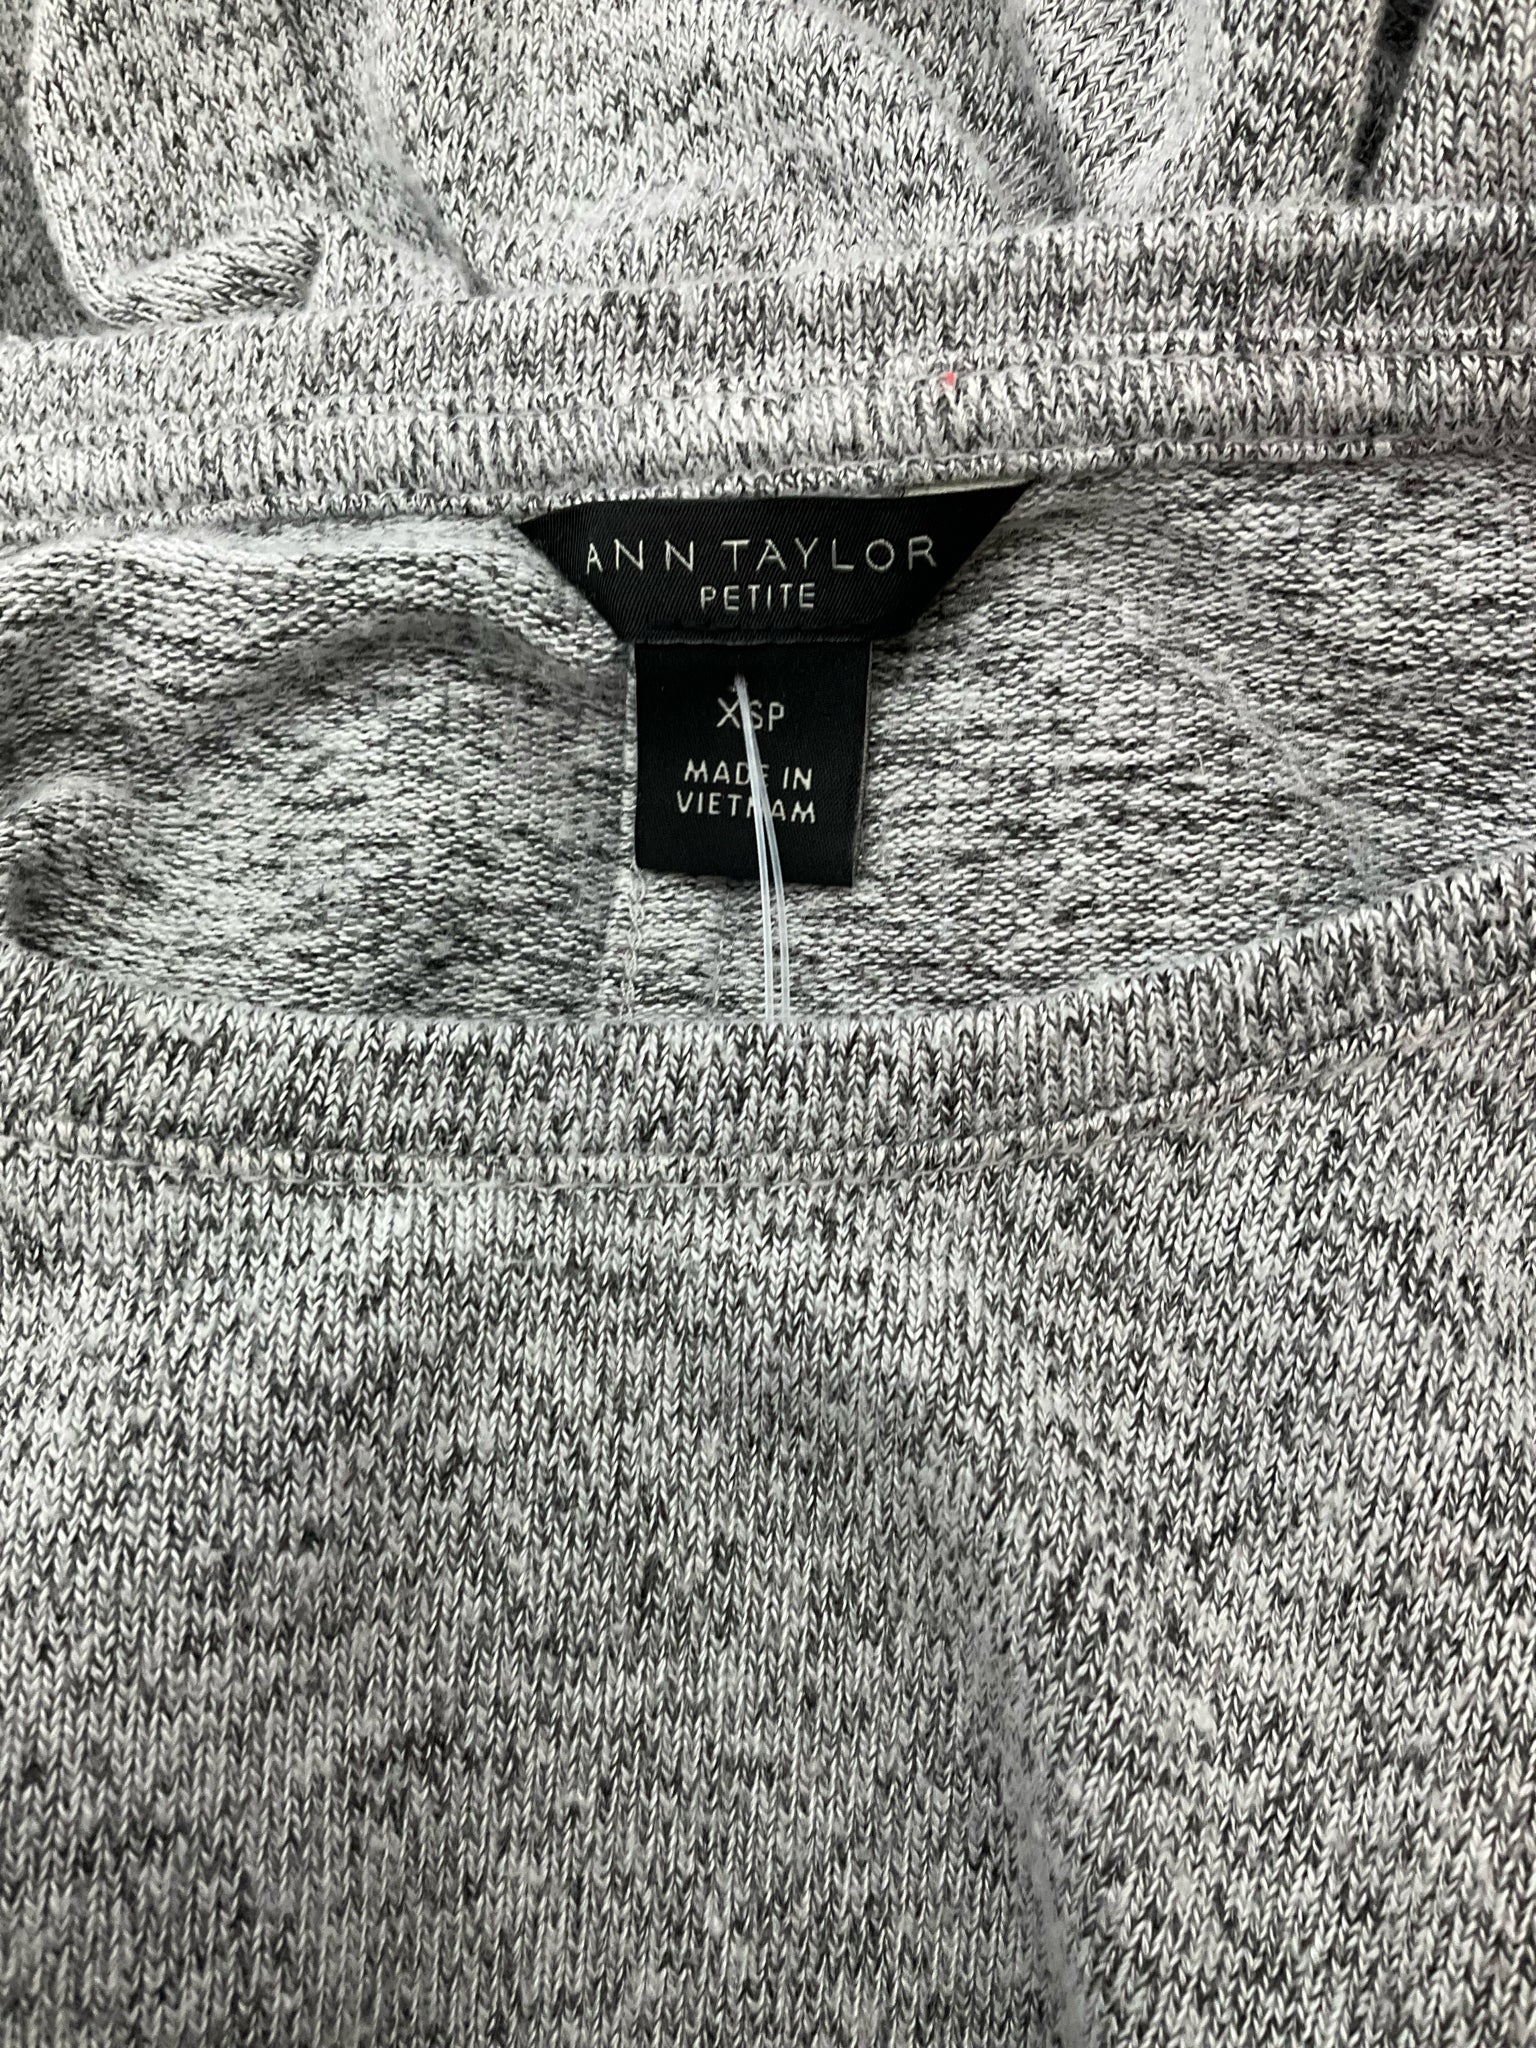 ANN TAYLOR
PETITE
XSP
MADE IN
VIETNAM